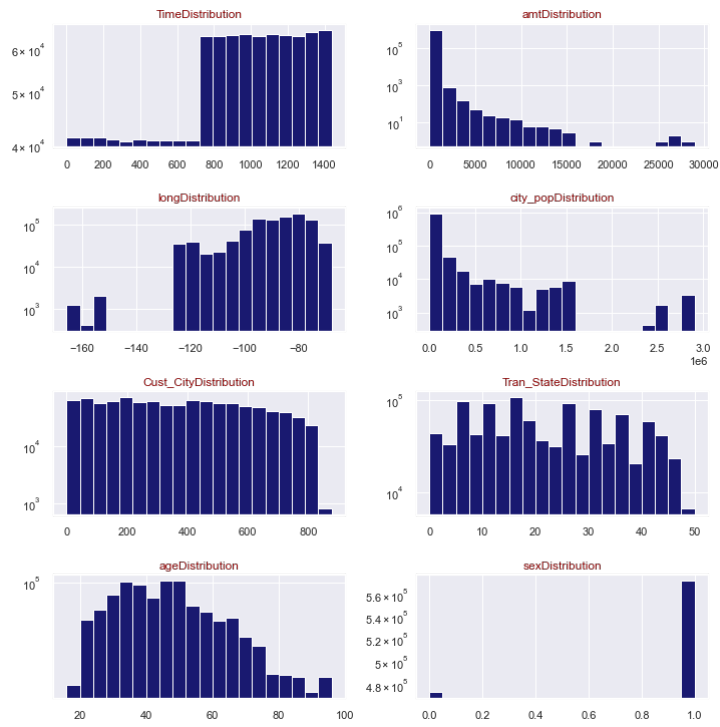 TimeDistribution
6 × 10⁴
5 × 10⁴
4 × 10⁴
0 200 400 600 800 1000 1200 1400
amtDistribution
10⁵
10³
10¹
0 5000 10000 15000 20000 25000 30000
longDistribution
10⁵
10⁴
10³
−160 −140 −120 −100 −80
city_popDistribution
10⁶
10⁵
10⁴
10³
0.0 0.5 1.0 1.5 2.0 2.5 3.0
1e6
Cust_CityDistribution
10⁴
10³
0 200 400 600 800
Tran_StateDistribution
10⁵
10⁴
0 10 20 30 40 50
ageDistribution
10⁵
20 40 60 80 100
sexDistribution
5.6 × 10⁵
5.4 × 10⁵
5.2 × 10⁵
5 × 10⁵
4.8 × 10⁵
0.0 0.2 0.4 0.6 0.8 1.0